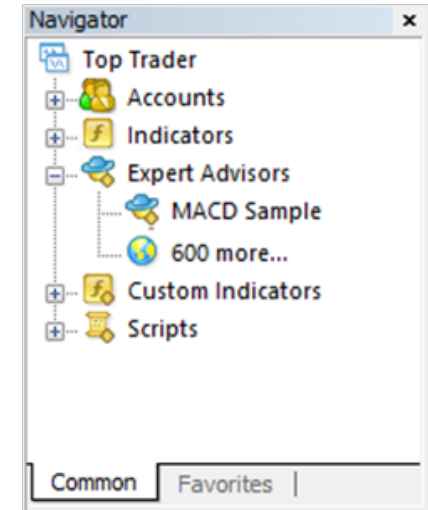 Navigator
Top Trader
Accounts
Indicators
Expert Advisors
MACD Sample
600 more...
Custom Indicators
Scripts
Common Favorites